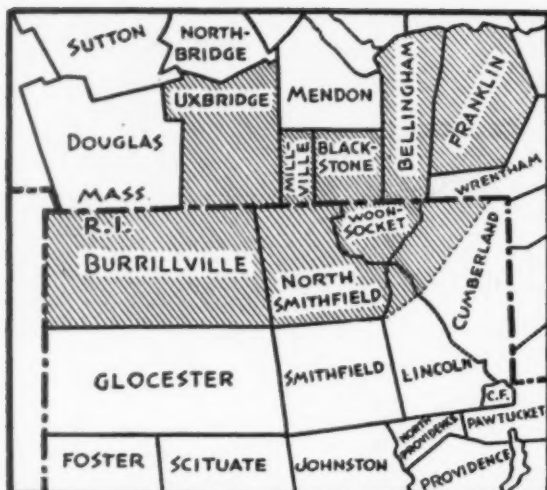 SUTTON
NORTH-
BRIDGE
UXBRIDGE
MENDON
BELLINGHAM
FRANKLIN
DOUGLAS
MILL-
VILLE
BLACK-
STONE
MASS.
WRENTHAM
R.I.
BURRILLVILLE
WOON-
SOCKET
NORTH
SMITHFIELD
CUMBERLAND
GLOCESTER
SMITHFIELD
LINCOLN
C.F.
NORTH
PROVIDENCE
PAWTUCKET
FOSTER
SCITUATE
JOHNSTON
PROVIDENCE